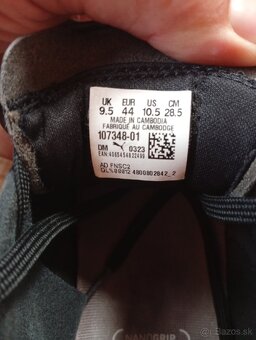 UK EUR US CM
9.5 44 10.5 28.5
MADE IN CAMBODIA
FABRIQUE AU CAMBODGE
107348-01
DM 0323
AD FNSC2
NANOGRIP
© bazos.sk